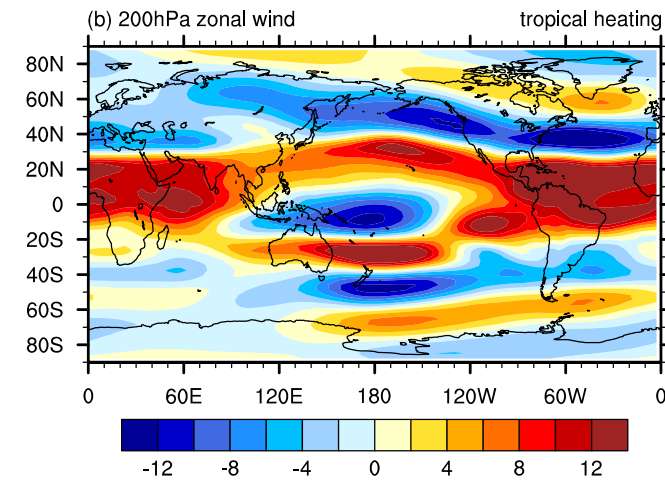 (b) 200hPa zonal wind tropical heating
80N
60N
40N
20N
0
20S
40S
60S
80S
0 60E 120E 180 120W 60W 0
-12 -8 -4 0 4 8 12